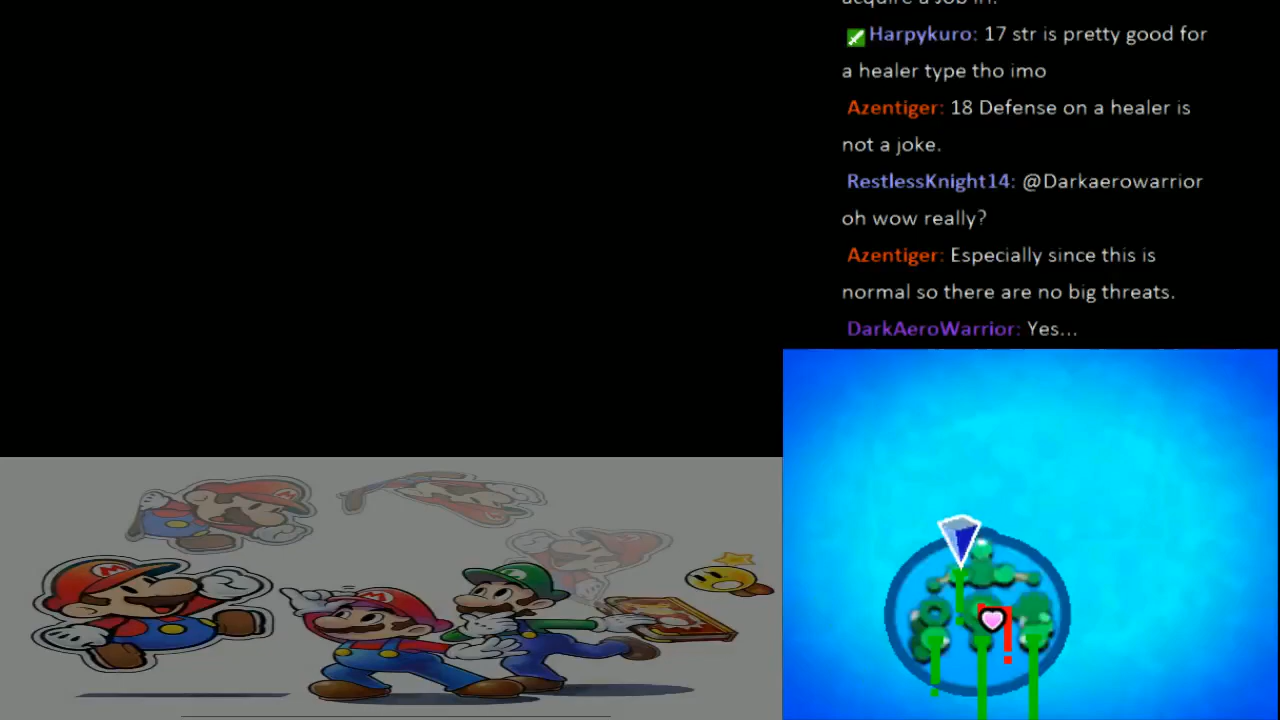 Harpykuro: 17 str is pretty good for
a healer type tho imo
Azentiger: 18 Defense on a healer is
not a joke.
RestlessKnight14: @Darkaerowarrior
oh wow really?
Azentiger: Especially since this is
normal so there are no big threats.
DarkAeroWarrior: Yes...